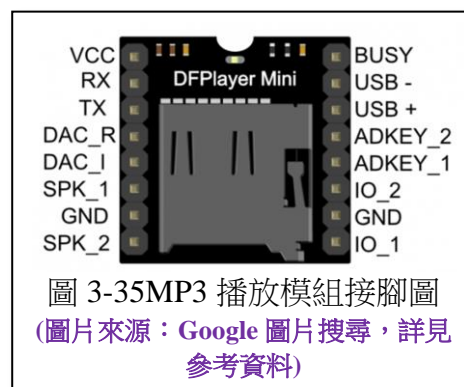 VCC
RX
TX
DAC_R
DAC_I
SPK_1
GND
SPK_2
DFPlayer Mini
BUSY
USB -
USB +
ADKEY_2
ADKEY_1
IO_2
GND
IO_1
圖 3-35MP3 播放模組接腳圖
(圖片來源：Google 圖片搜尋，詳見
參考資料)